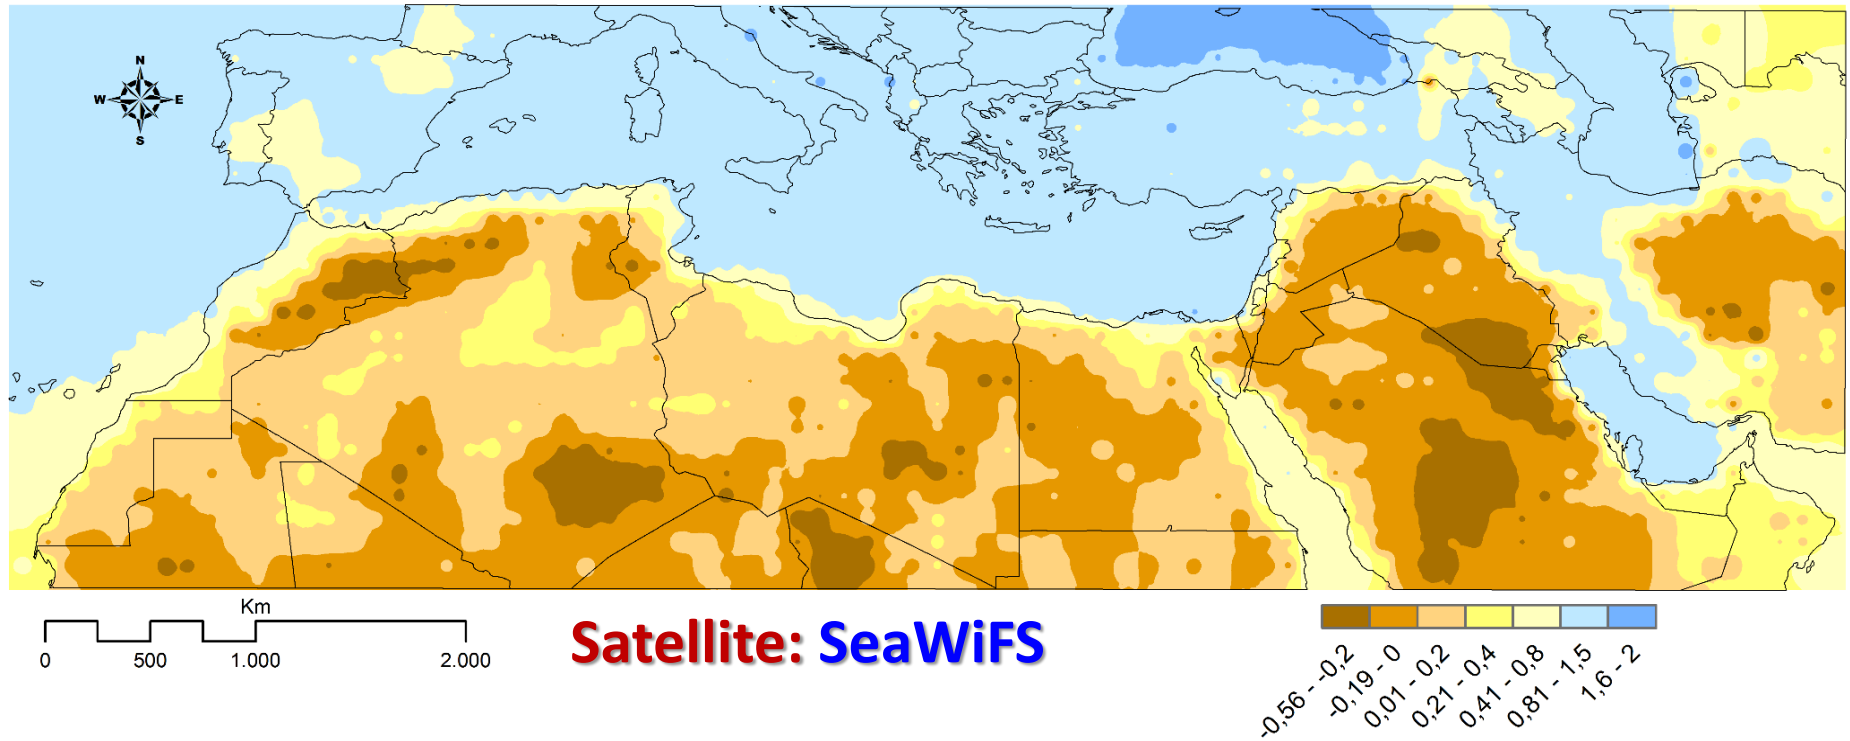 N
W E
S
Km
0 500 1.000 2.000
Satellite: SeaWiFS
-0,56 - -0,2
-0,19 - 0
0,01 - 0,2
0,21 - 0,4
0,41 - 0,8
0,81 - 1,5
1,6 - 2